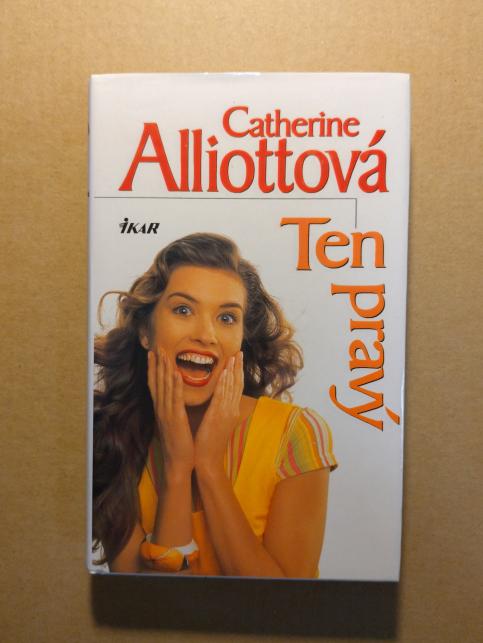 Catherine
Alliottová
IKAR
Ten
pravý